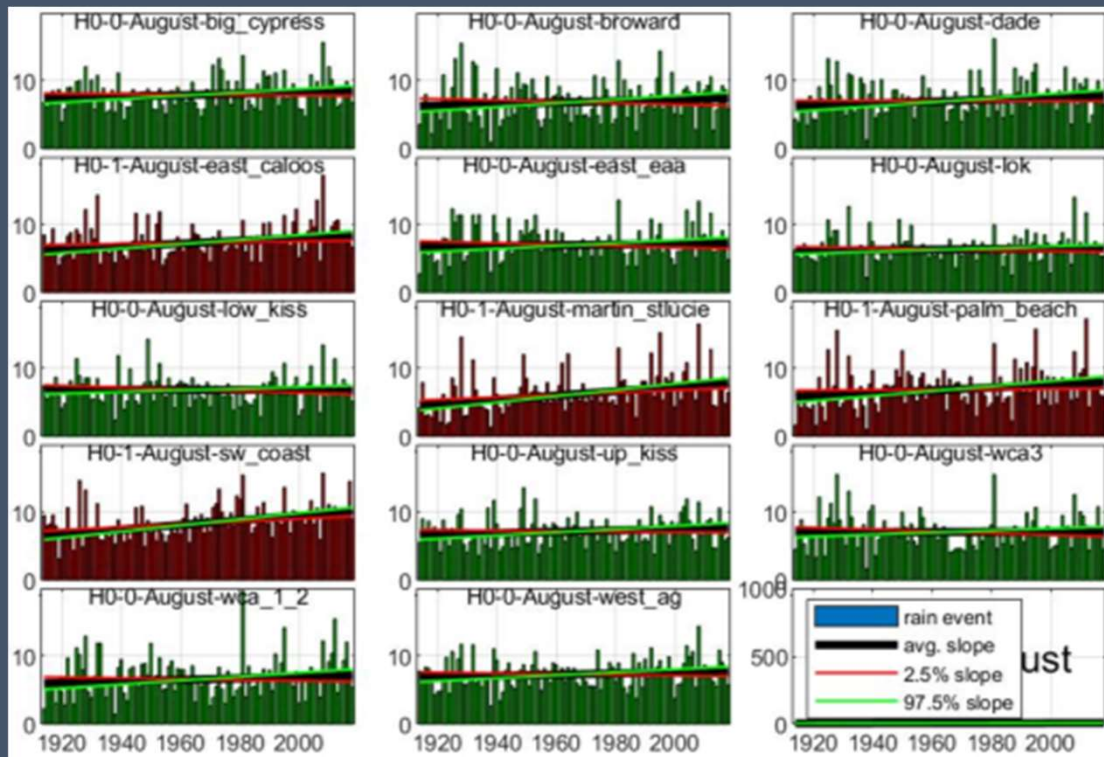 H0-0-August-big_cypress
H0-0-August-broward
H0-0-August-dade
10
0
10
0
10
0
H0-1-August-east_caloos
H0-0-August-east_eaa
H0-0-August-lok
10
0
10
0
10
0
H0-0-August-low_kiss
H0-1-August-martin_stlucie
H0-1-August-palm_beach
10
0
10
0
10
0
H0-1-August-sw_coast
H0-0-August-up_kiss
H0-0-August-wca3
10
0
10
0
10
0
H0-0-August-wca_1_2
H0-0-August-west_ag
10
0
10
0
1000
500
0
rain event
avg. slope
2.5% slope
97.5% slope
ust
1920 1940 1960 1980 2000
1920 1940 1960 1980 2000
1920 1940 1960 1980 2000